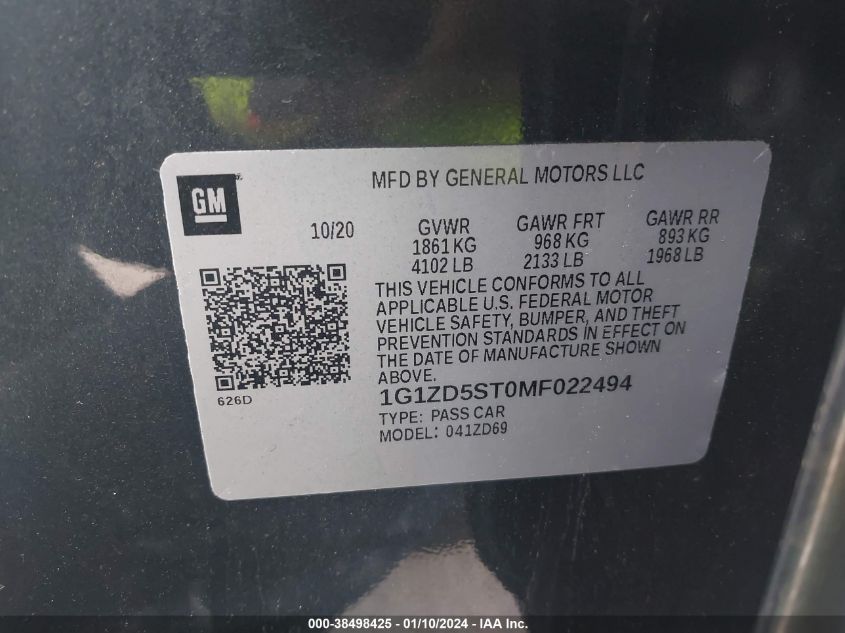 MFD BY GENERAL MOTORS LLC
GM
10/20
GVWR GAWR FRT GAWR RR
1861 KG 968 KG 893 KG
4102 LB 2133 LB 1968 LB
THIS VEHICLE CONFORMS TO ALL
APPLICABLE U.S. FEDERAL MOTOR
VEHICLE SAFETY, BUMPER, AND THEFT
PREVENTION STANDARDS IN EFFECT ON
THE DATE OF MANUFACTURE SHOWN
ABOVE.
626D
1G1ZD5ST0MF022494
TYPE: PASS CAR
MODEL: 041ZD69
000-38498425 - 01/10/2024 - IAA Inc.